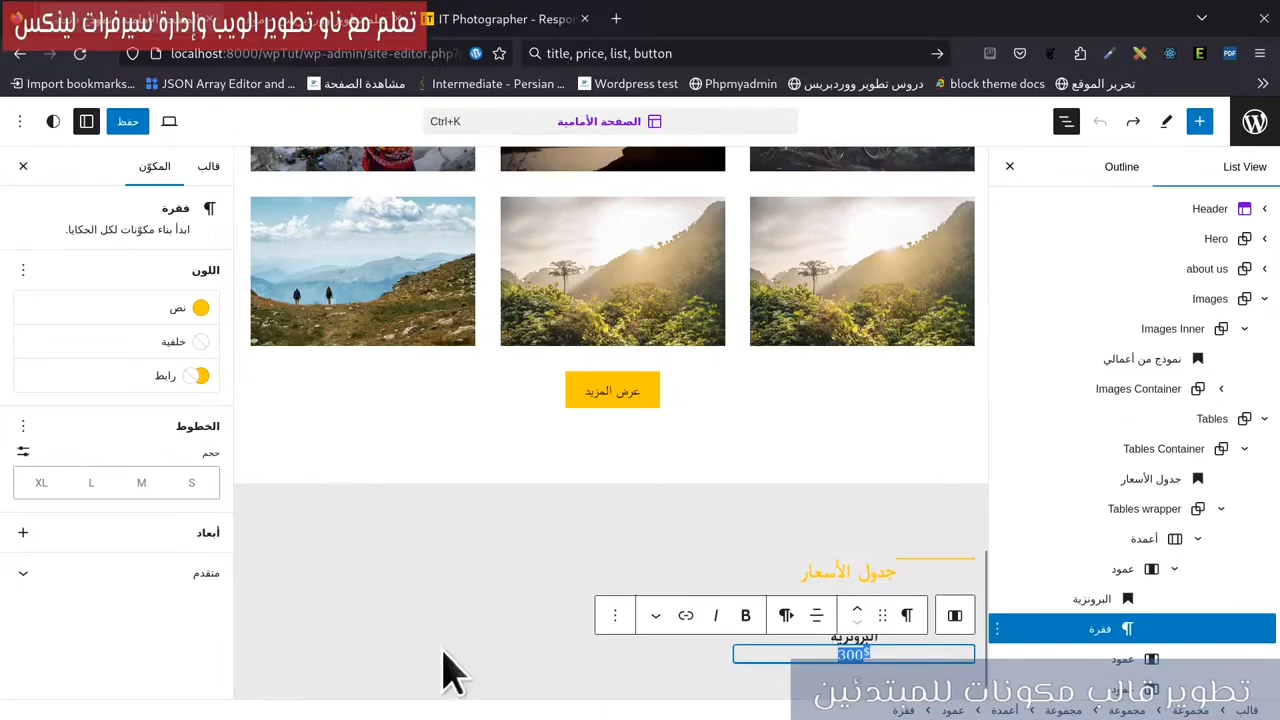 تعلم مع ناو تطوير الويب وإدارة سيرفرات لينكس
IT Photographer - Respo
localhost:8000/wpTut/wp-admin/site-editor.php?
title, price, list, button
Import bookmarks...
JSON Array Editor and ...
مشاهدة الصفحة
Intermediate - Persian ...
Wordpress test
Phpmyadmin
دروس تطوير ووردبريس
block theme docs
تحرير الموقع
حفظ
Ctrl+K
الصفحة الأمامية
قالب
المكوّن
Outline
List View
فقرة
ابدأ بناء مكوّنات لكل الحكايا.
اللون
نص
خلفية
رابط
الخطوط
حجم
XL L M S
أبعاد
متقدم
عرض المزيد
جدول الأسعار
البرونزية
300$
Header
Hero
about us
Images
Images Inner
نموذج من أعمالي
Images Container
Tables
Tables Container
جدول الأسعار
Tables wrapper
أعمدة
عمود
البرونزية
فقرة
عمود
تطوير قالب مكونات للمبتدئين
قالب
مجموعة
مجموعة
مجموعة
أعمدة
عمود
فقرة